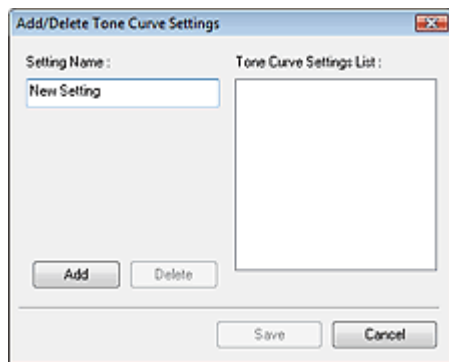 Add/Delete Tone Curve Settings
Setting Name :
Tone Curve Settings List :
New Setting
Add
Delete
Save
Cancel